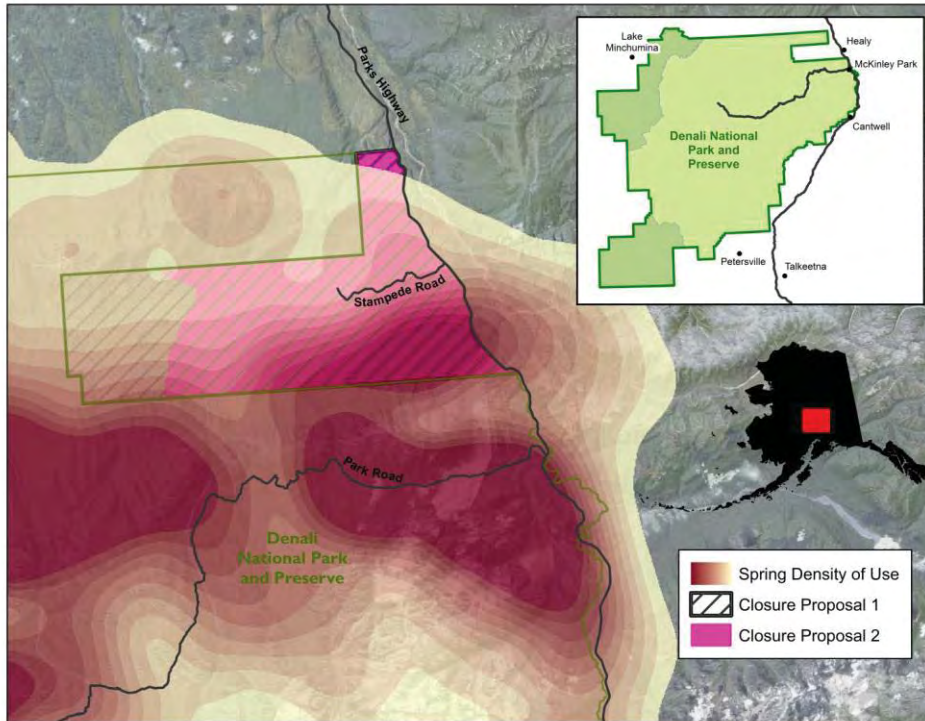 Parks Highway
Stampede Road
Park Road
Denali
National Park
and Preserve
Lake
Minchumina
Healy
McKinley Park
Cantwell
Denali National
Park and
Preserve
Petersville
Talkeetna
Spring Density of Use
Closure Proposal 1
Closure Proposal 2